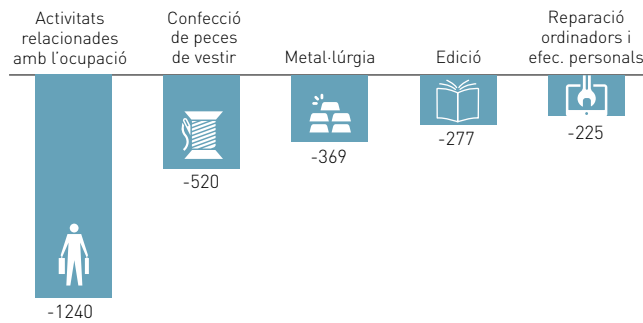 Activitats
relacionades
amb l’ocupació
Confecció
de peces
de vestir
Metal·lúrgia
Edició
Reparació
ordinadors i
efec. personals
-1240
-520
-369
-277
-225